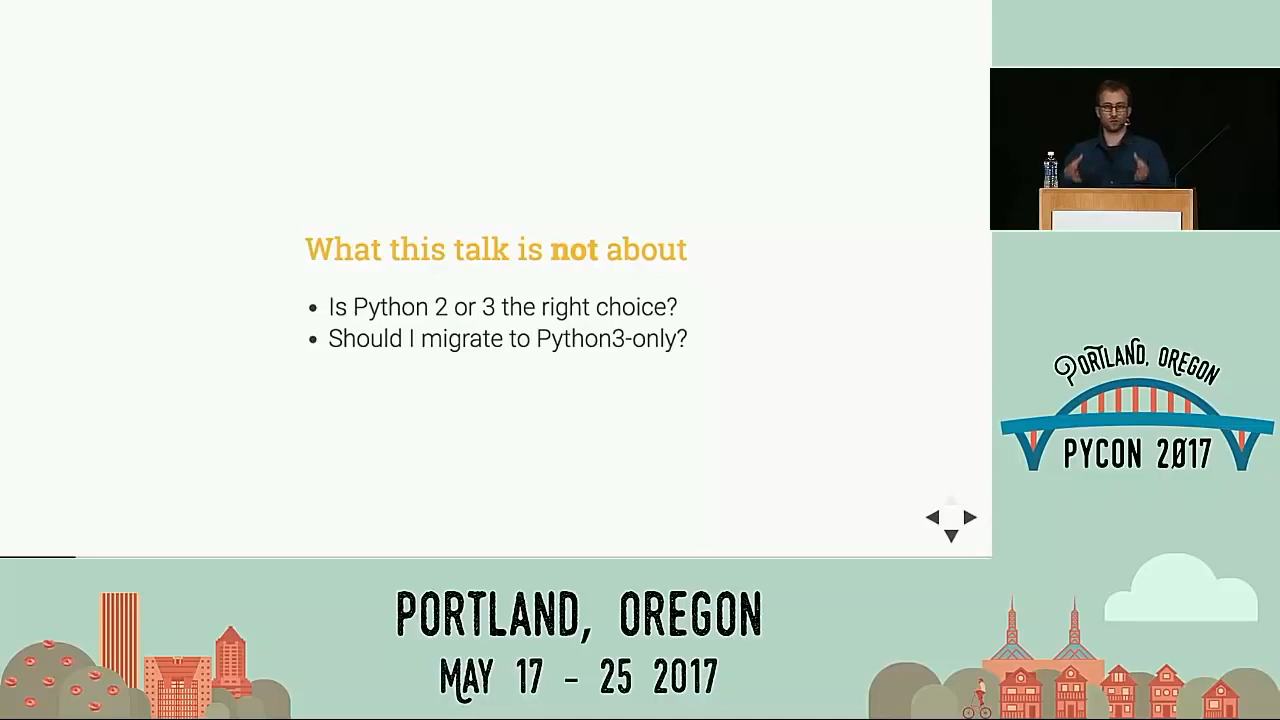 What this talk is not about
• Is Python 2 or 3 the right choice?
• Should I migrate to Python3-only?
PORTLAND, OREGON
PYCON 2017
PORTLAND, OREGON
MAY 17 - 25 2017